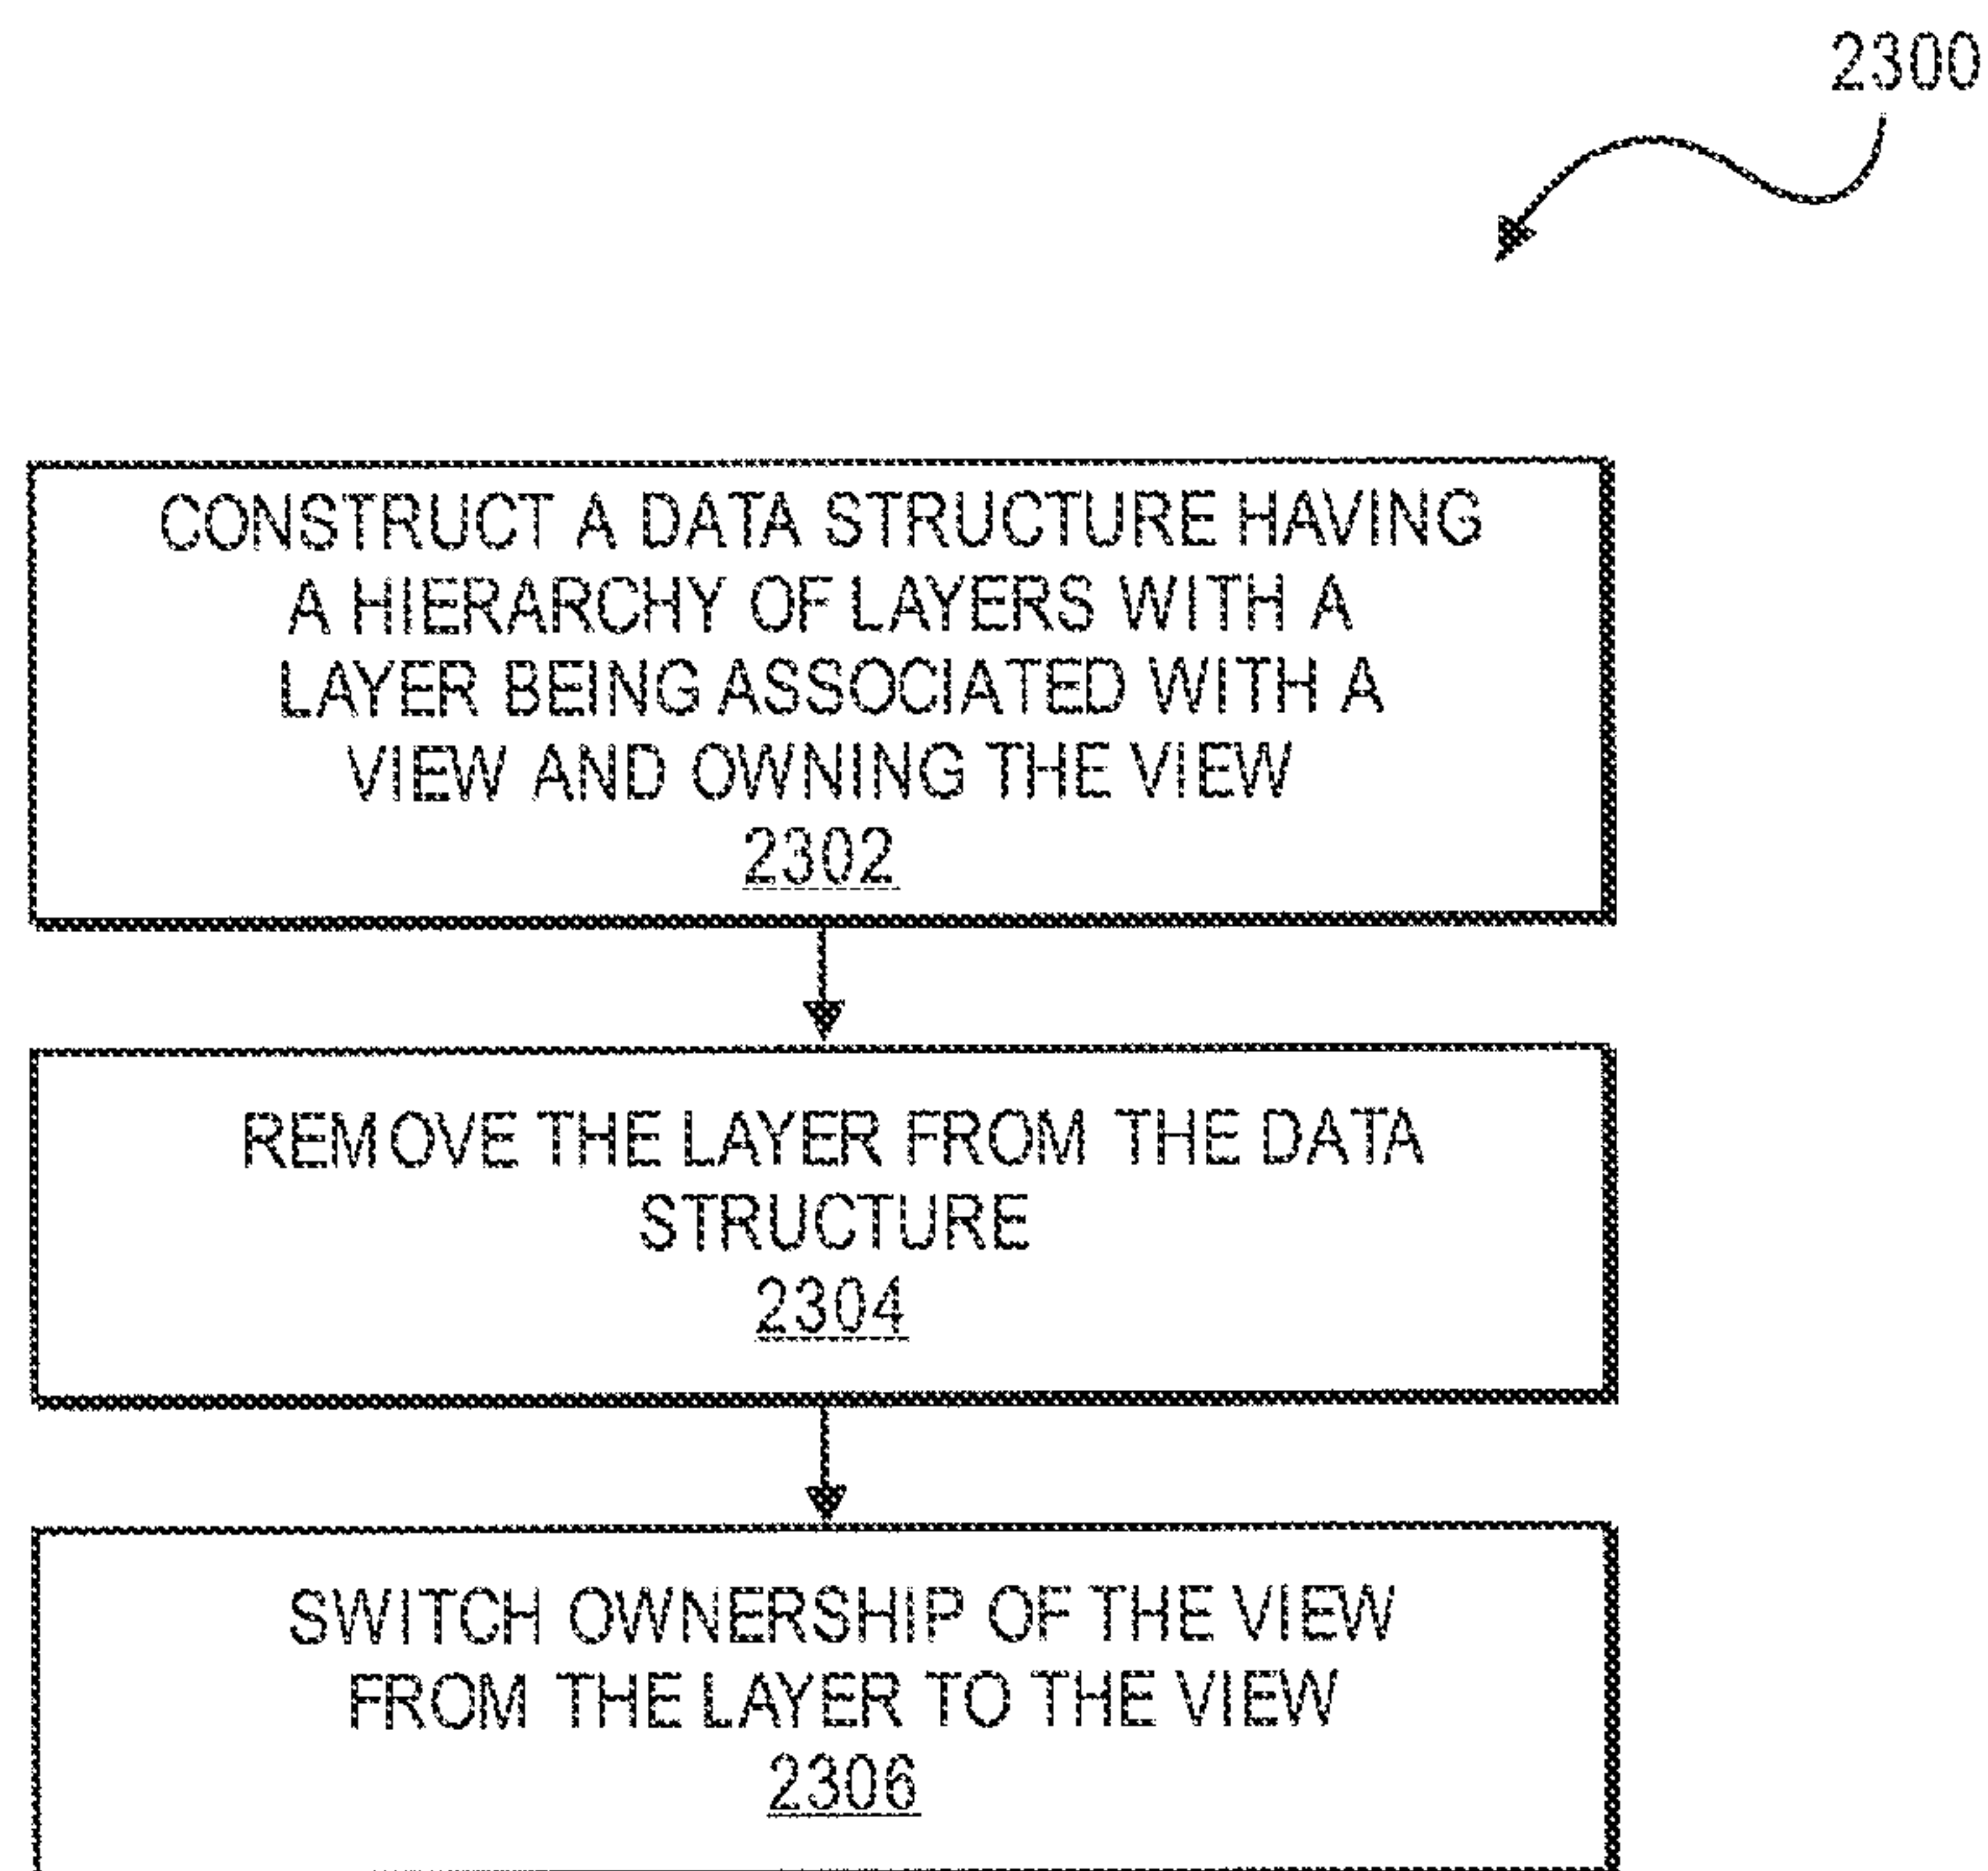 2300
CONSTRUCT A DATA STRUCTURE HAVING
A HIERARCHY OF LAYERS WITH A
LAYER BEING ASSOCIATED WITH A
VIEW AND OWNING THE VIEW
2302
REMOVE THE LAYER FROM THE DATA
STRUCTURE
2304
SWITCH OWNERSHIP OF THE VIEW
FROM THE LAYER TO THE VIEW
2306